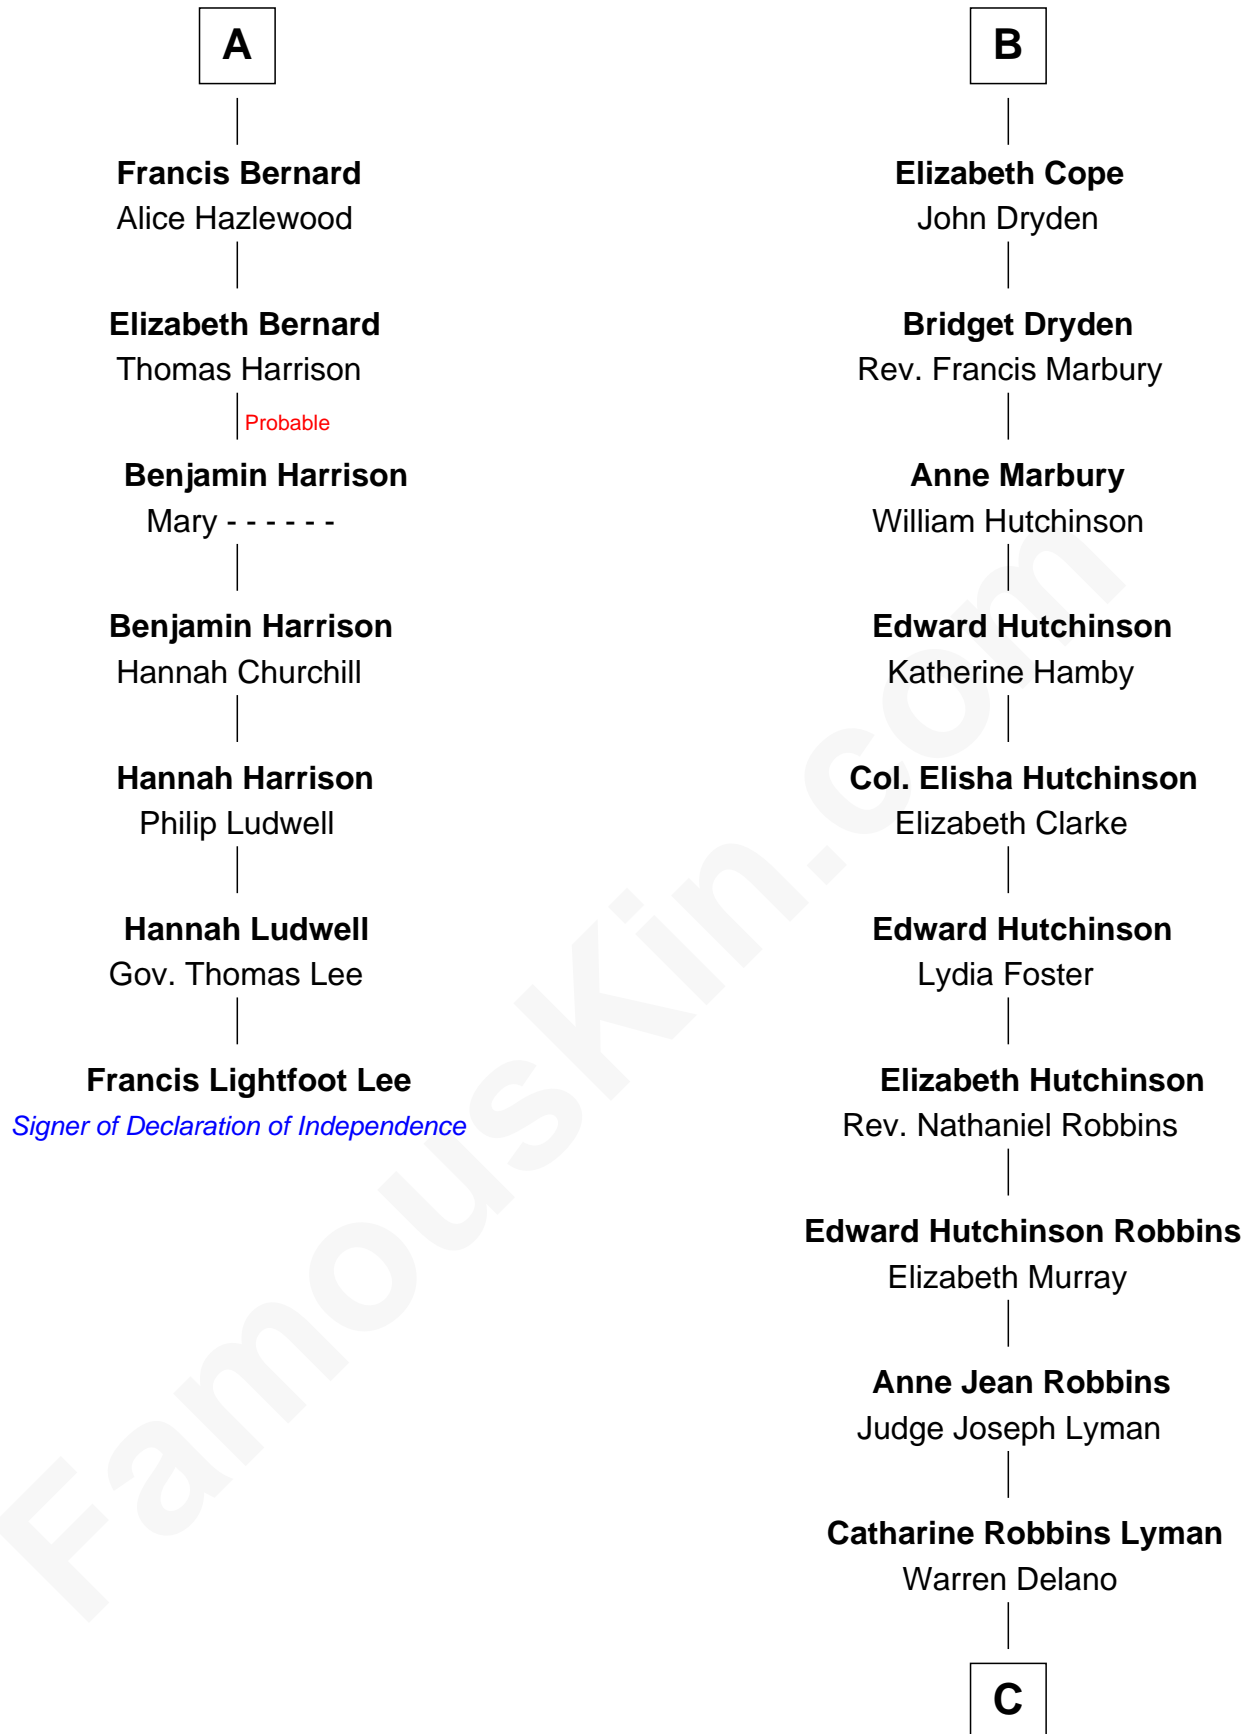 A
Francis Bernard
Alice Hazlewood
Elizabeth Bernard
Thomas Harrison
Probable
Benjamin Harrison
Mary - - - - - -
Benjamin Harrison
Hannah Churchill
Hannah Harrison
Philip Ludwell
Hannah Ludwell
Gov. Thomas Lee
Francis Lightfoot Lee
Signer of Declaration of Independence
B
Elizabeth Cope
John Dryden
Bridget Dryden
Rev. Francis Marbury
Anne Marbury
William Hutchinson
Edward Hutchinson
Katherine Hamby
Col. Elisha Hutchinson
Elizabeth Clarke
Edward Hutchinson
Lydia Foster
Elizabeth Hutchinson
Rev. Nathaniel Robbins
Edward Hutchinson Robbins
Elizabeth Murray
Anne Jean Robbins
Judge Joseph Lyman
Catharine Robbins Lyman
Warren Delano
C
FamousKin.com